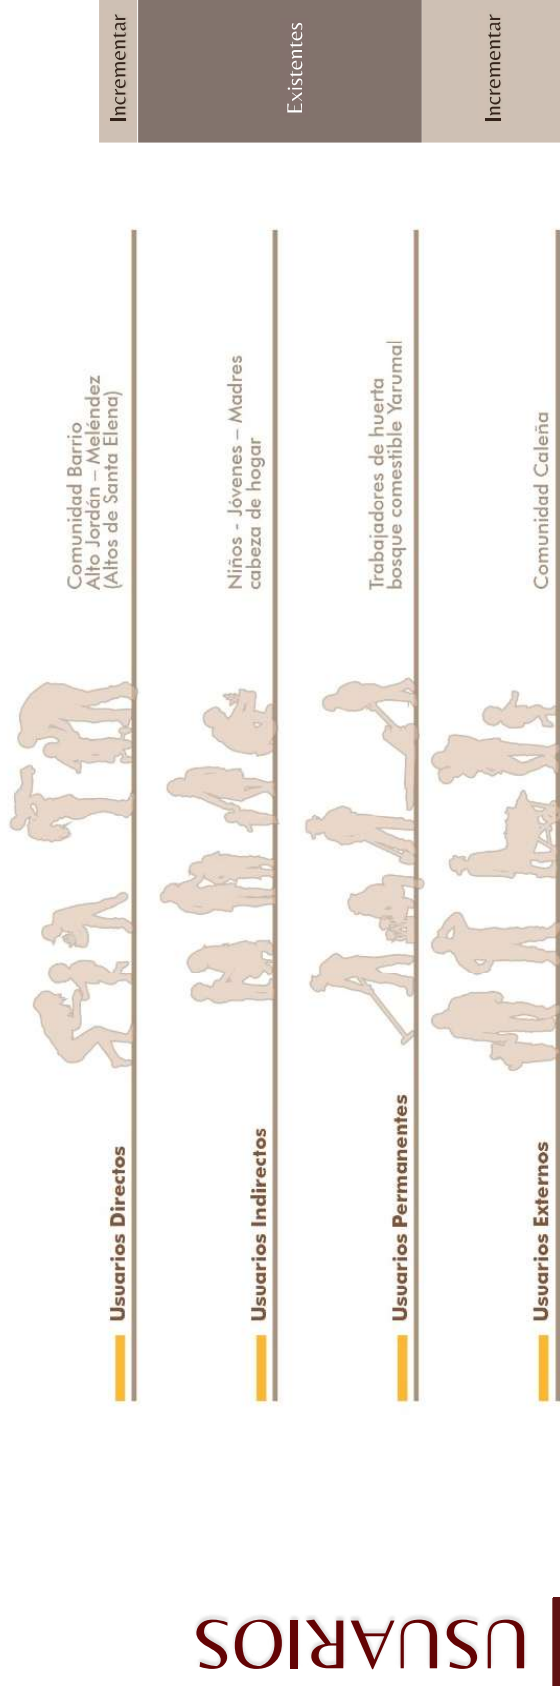 USUARIOS
Usuarios Directos
Comunidad Barrio
Alto Jordán – Meléndez
(Altos de Santa Elena)
Incrementar
Usuarios Indirectos
Niños - Jóvenes – Madres
cabeza de hogar
Existentes
Usuarios Permanentes
Trabajadores de huerta
bosque comestible Yarumal
Usuarios Externos
Comunidad Caleña
Incrementar